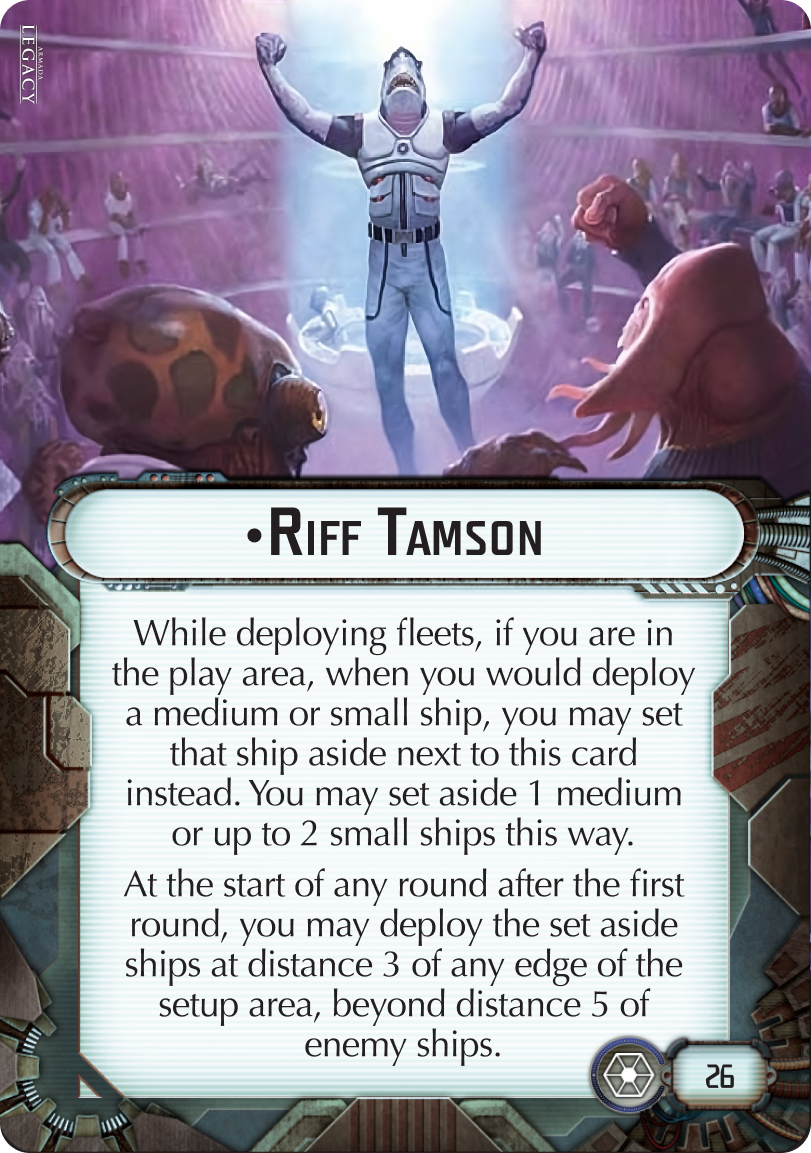 ARMADA
LEGACY
•RIFF TAMSON
While deploying fleets, if you are in
the play area, when you would deploy
a medium or small ship, you may set
that ship aside next to this card
instead. You may set aside 1 medium
or up to 2 small ships this way.
At the start of any round after the first
round, you may deploy the set aside
ships at distance 3 of any edge of the
setup area, beyond distance 5 of
enemy ships.
26